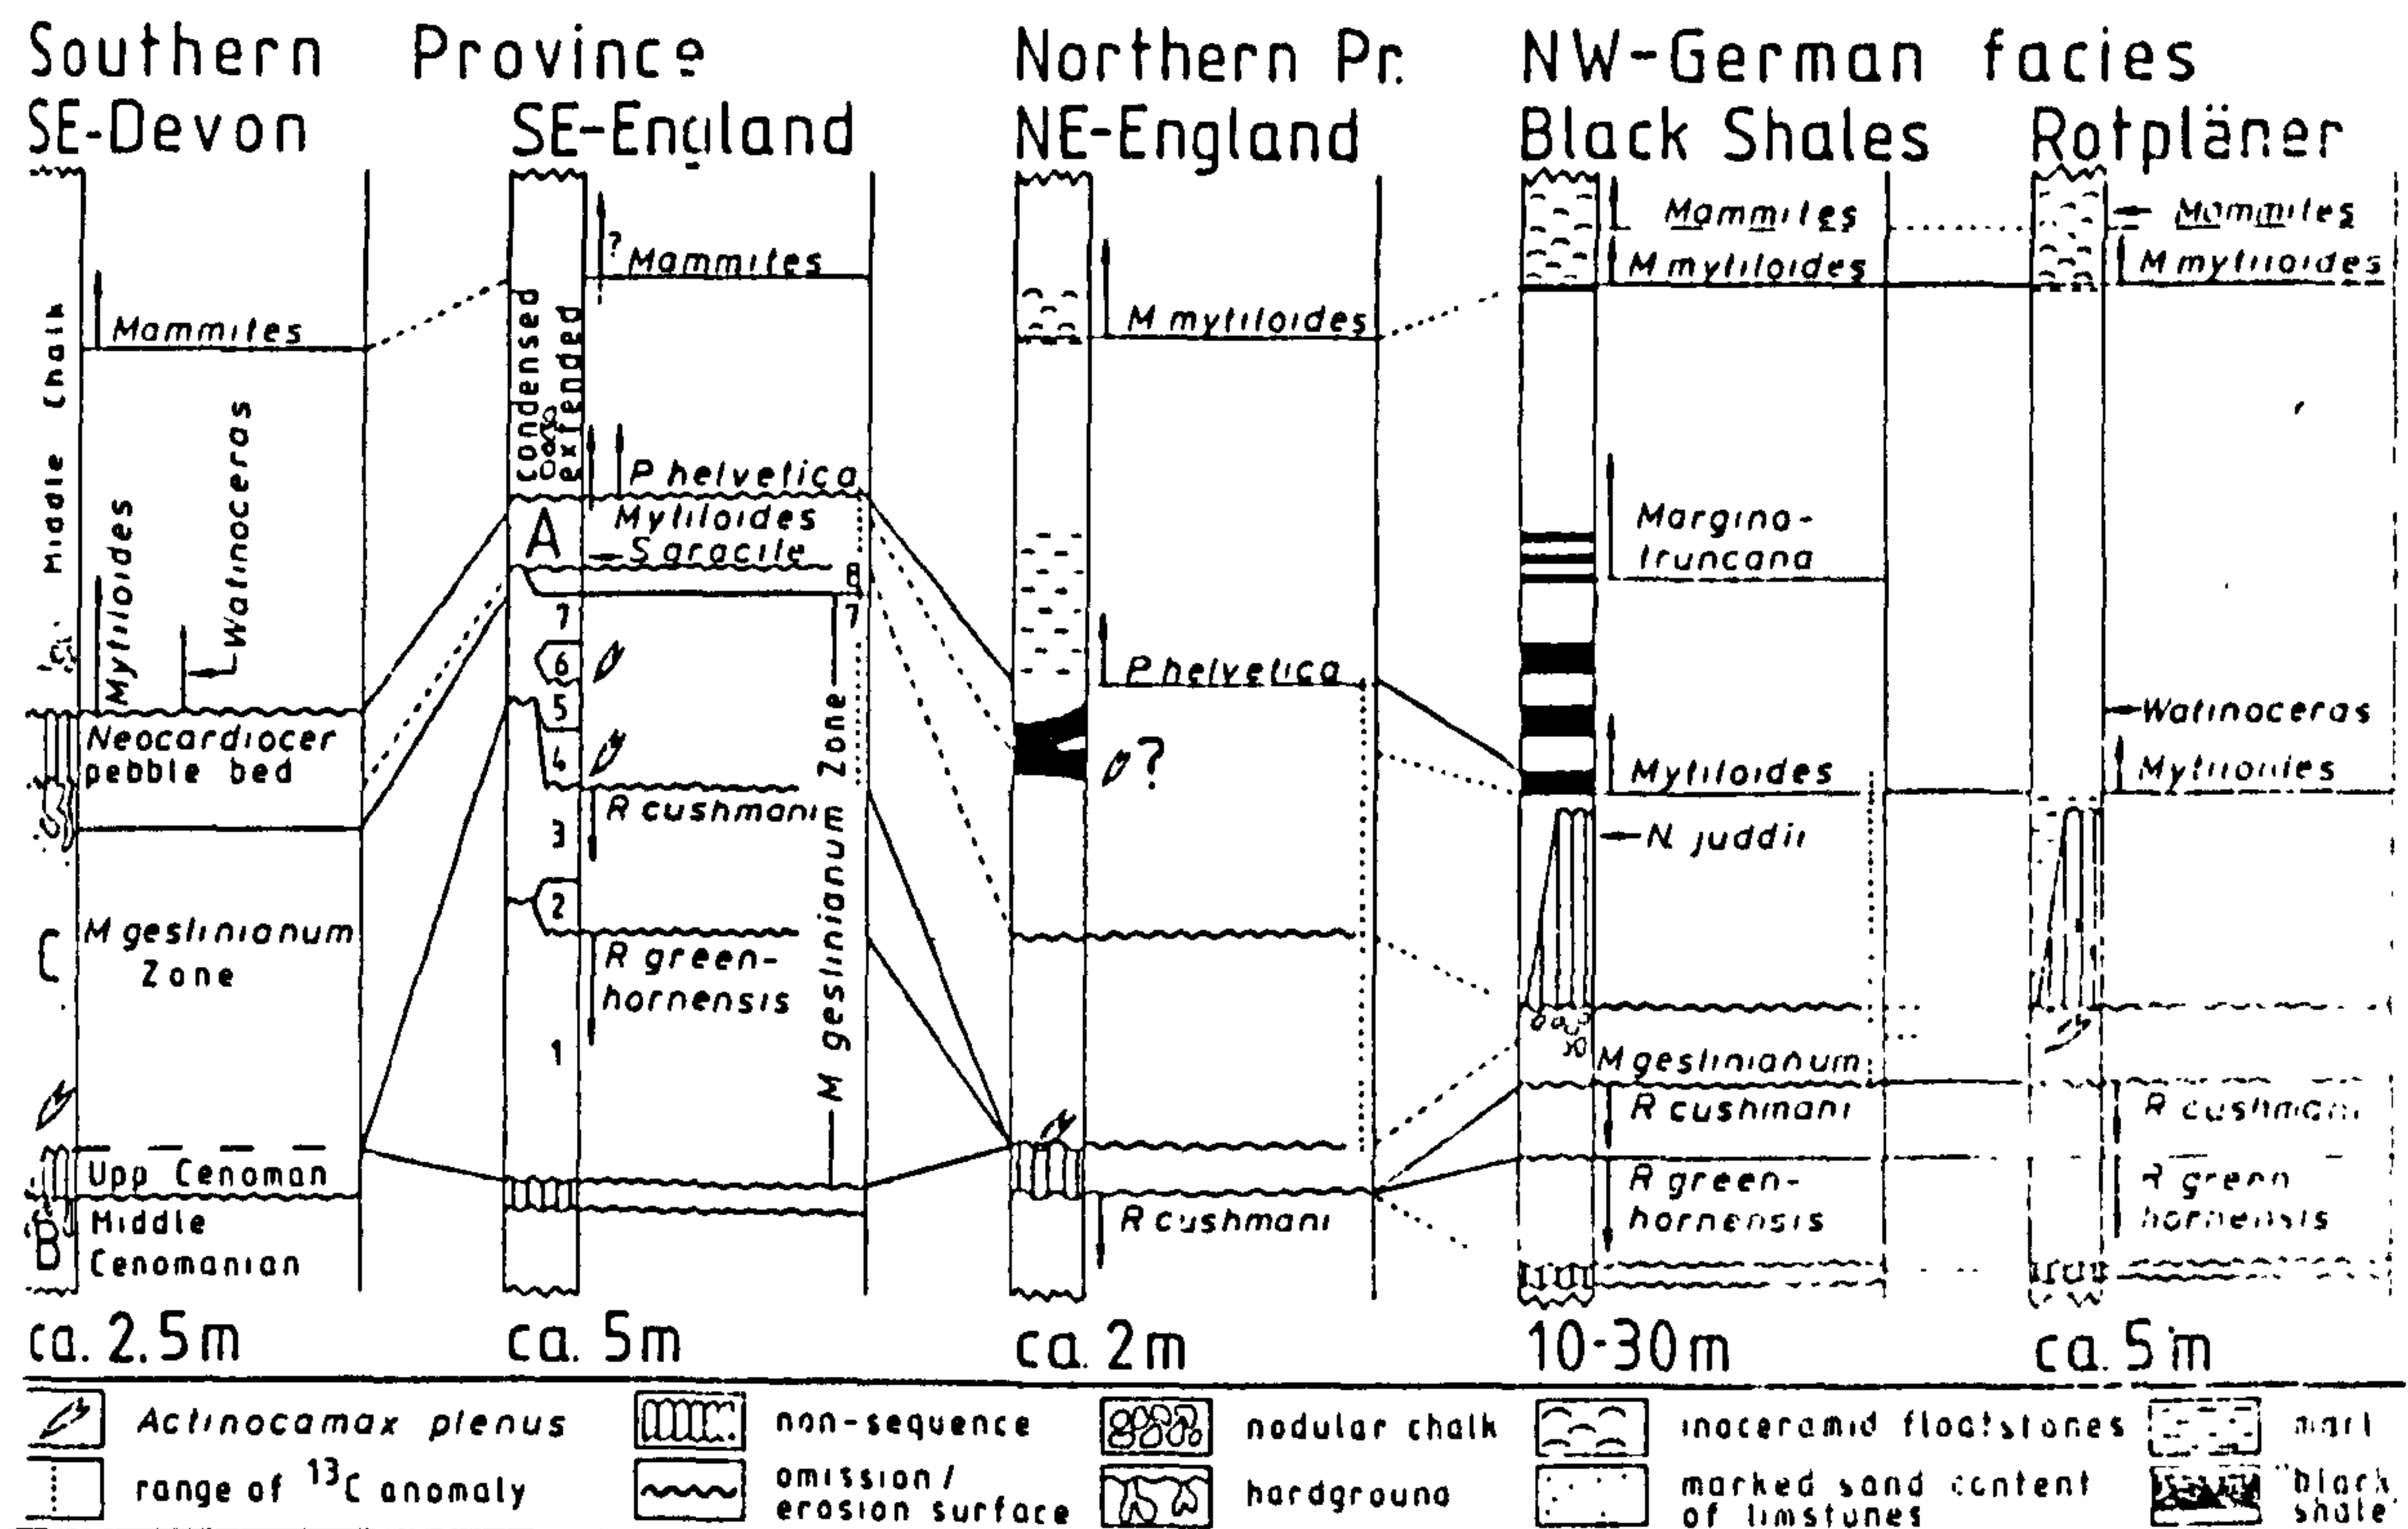 Southern Province
Northern Pr.
NW-German facies
SE-Devon
SE-England
NE-England
Black Shales
Rotpläner
Middle Chalk
Mammites
Mytiloides
Watinoceras
Neocardiocer
pebble bed
C
M geslinianum
Zone
Upp Cenoman
B
Middle
Cenomanian
condensed
extended
? Mammites
P helvetica
A
Mytiloides
S gracile
8
7
7
6
5
4
R cushmani
3
2
R green-
hornensis
1
M geslinianum Zone
M mytiloides
P helvetica
?
R cushmani
Mammites
M mytiloides
Margino-
truncana
Mytiloides
N. juddii
M geslinianum
R cushmani
R green-
hornensis
Mammites
M mytiloides
Watinoceras
Mytiloides
R cushmani
R green
hornensis
ca. 2.5m
ca. 5m
ca. 2m
10-30m
ca. 5m
Actinocamax plenus
non-sequence
nodular chalk
inoceramid floatstones
marl
range of ¹³C anomaly
omission /
erosion surface
hardground
marked sand content
of limstunes
"black
shale"